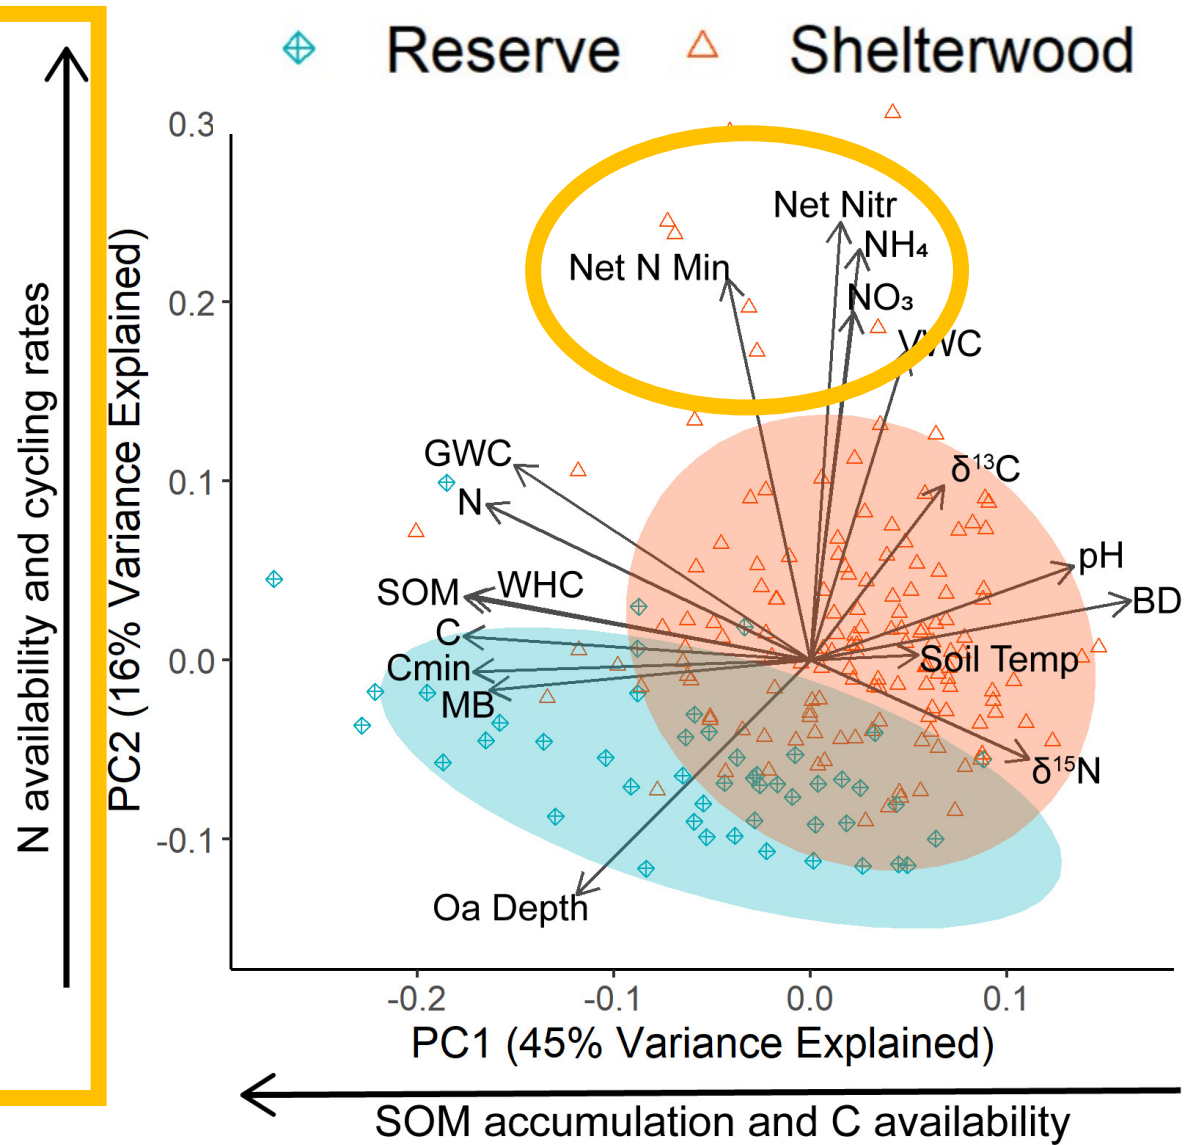 Reserve Shelterwood
N availability and cycling rates
PC2 (16% Variance Explained)
0.3
0.2
0.1
0.0
-0.1
Net Nitr
NH₄
Net N Min
NO₃
VWC
GWC
δ¹³C
N
pH
SOM
WHC
BD
C
Cmin
Soil Temp
MB
δ¹⁵N
Oa Depth
-0.2 -0.1 0.0 0.1
PC1 (45% Variance Explained)
SOM accumulation and C availability